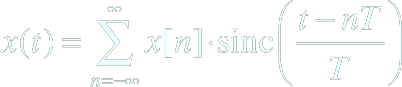 x(t) = ∑_{n=-∞}^{∞} x[n]·sinc((t − nT)/T)